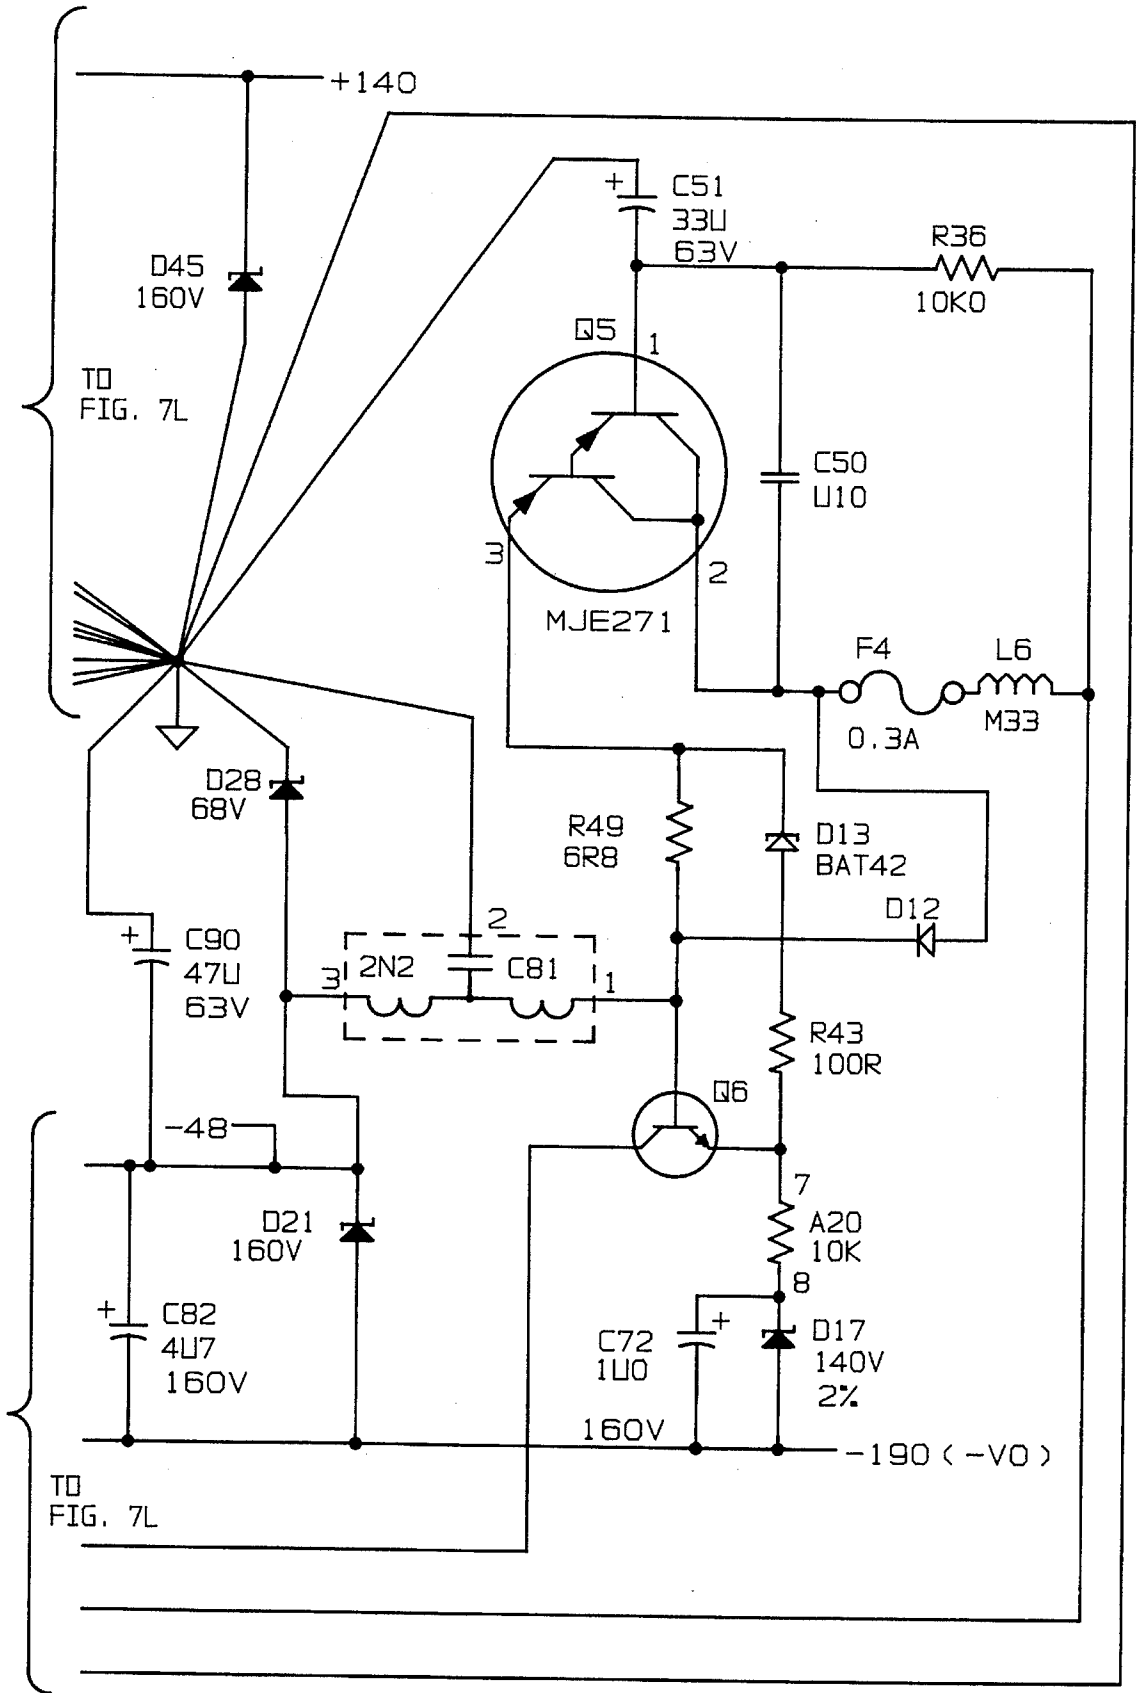 +140
+ C51
33U
63V
R36
10K0
D45
160V
Q5
1
TO
FIG. 7L
C50
U10
3
2
MJE271
F4
0.3A
L6
M33
D28
68V
R49
6R8
D13
BAT42
D12
+ C90
47U
63V
2
3
2N2
C81
1
R43
100R
Q6
-48
7
A20
10K
8
D21
160V
+ C82
4U7
160V
+
C72
1U0
160V
D17
140V
2%
-190 (-VO)
TO
FIG. 7L